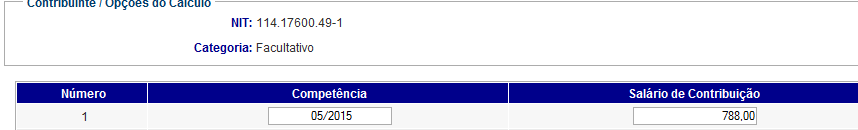 Contribuinte / Opções do Cálculo
NIT: 114.17600.49-1
Categoria: Facultativo
Número Competência Salário de Contribuição
1 05/2015 788,00